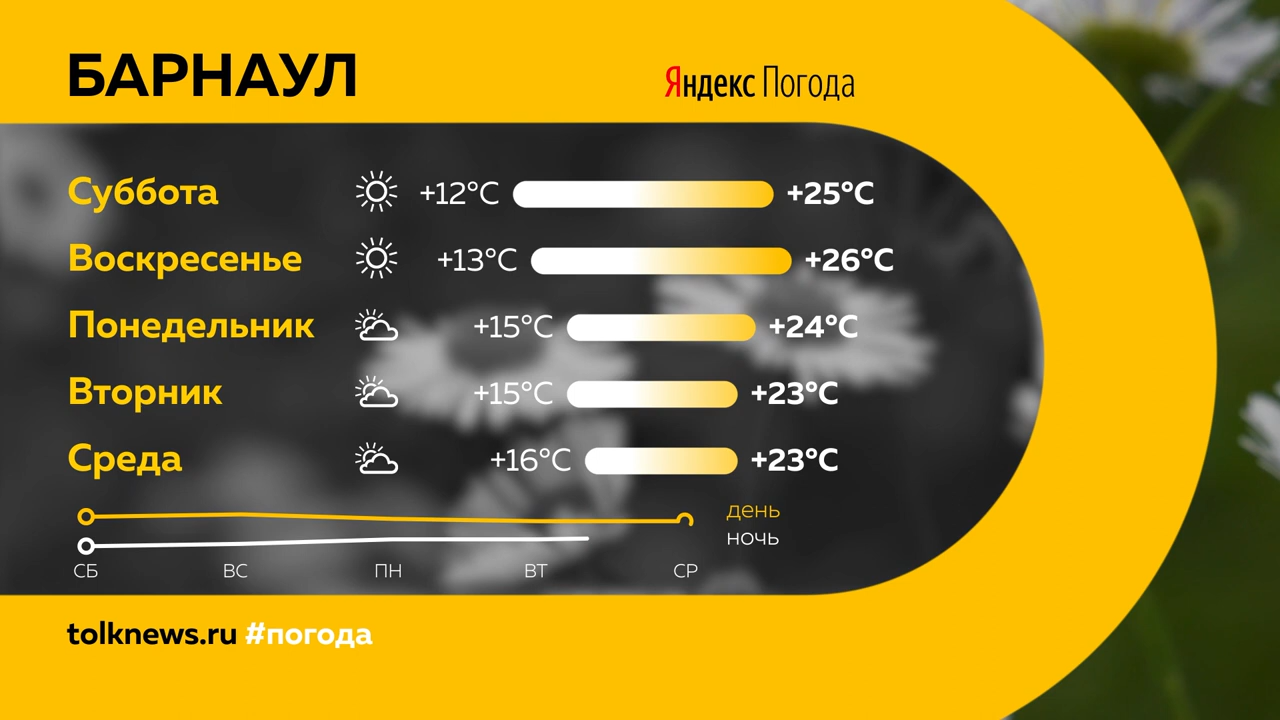 БАРНАУЛ
Яндекс Погода
Суббота +12°C +25°C
Воскресенье +13°C +26°C
Понедельник +15°C +24°C
Вторник +15°C +23°C
Среда +16°C +23°C
день
ночь
СБ ВС ПН ВТ СР
tolknews.ru #погода